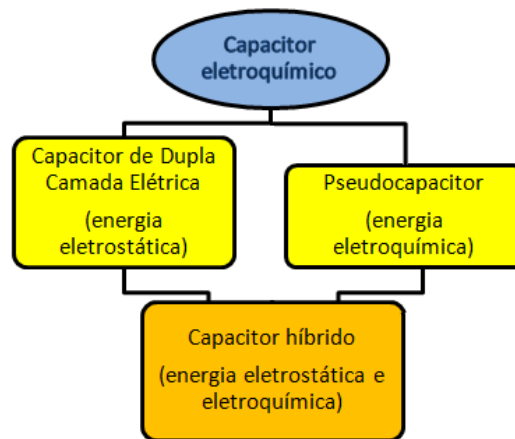 Capacitor
eletroquímico
Capacitor de Dupla
Camada Elétrica
(energia
eletrostática)
Pseudocapacitor
(energia
eletroquímica)
Capacitor híbrido
(energia eletrostática e
eletroquímica)